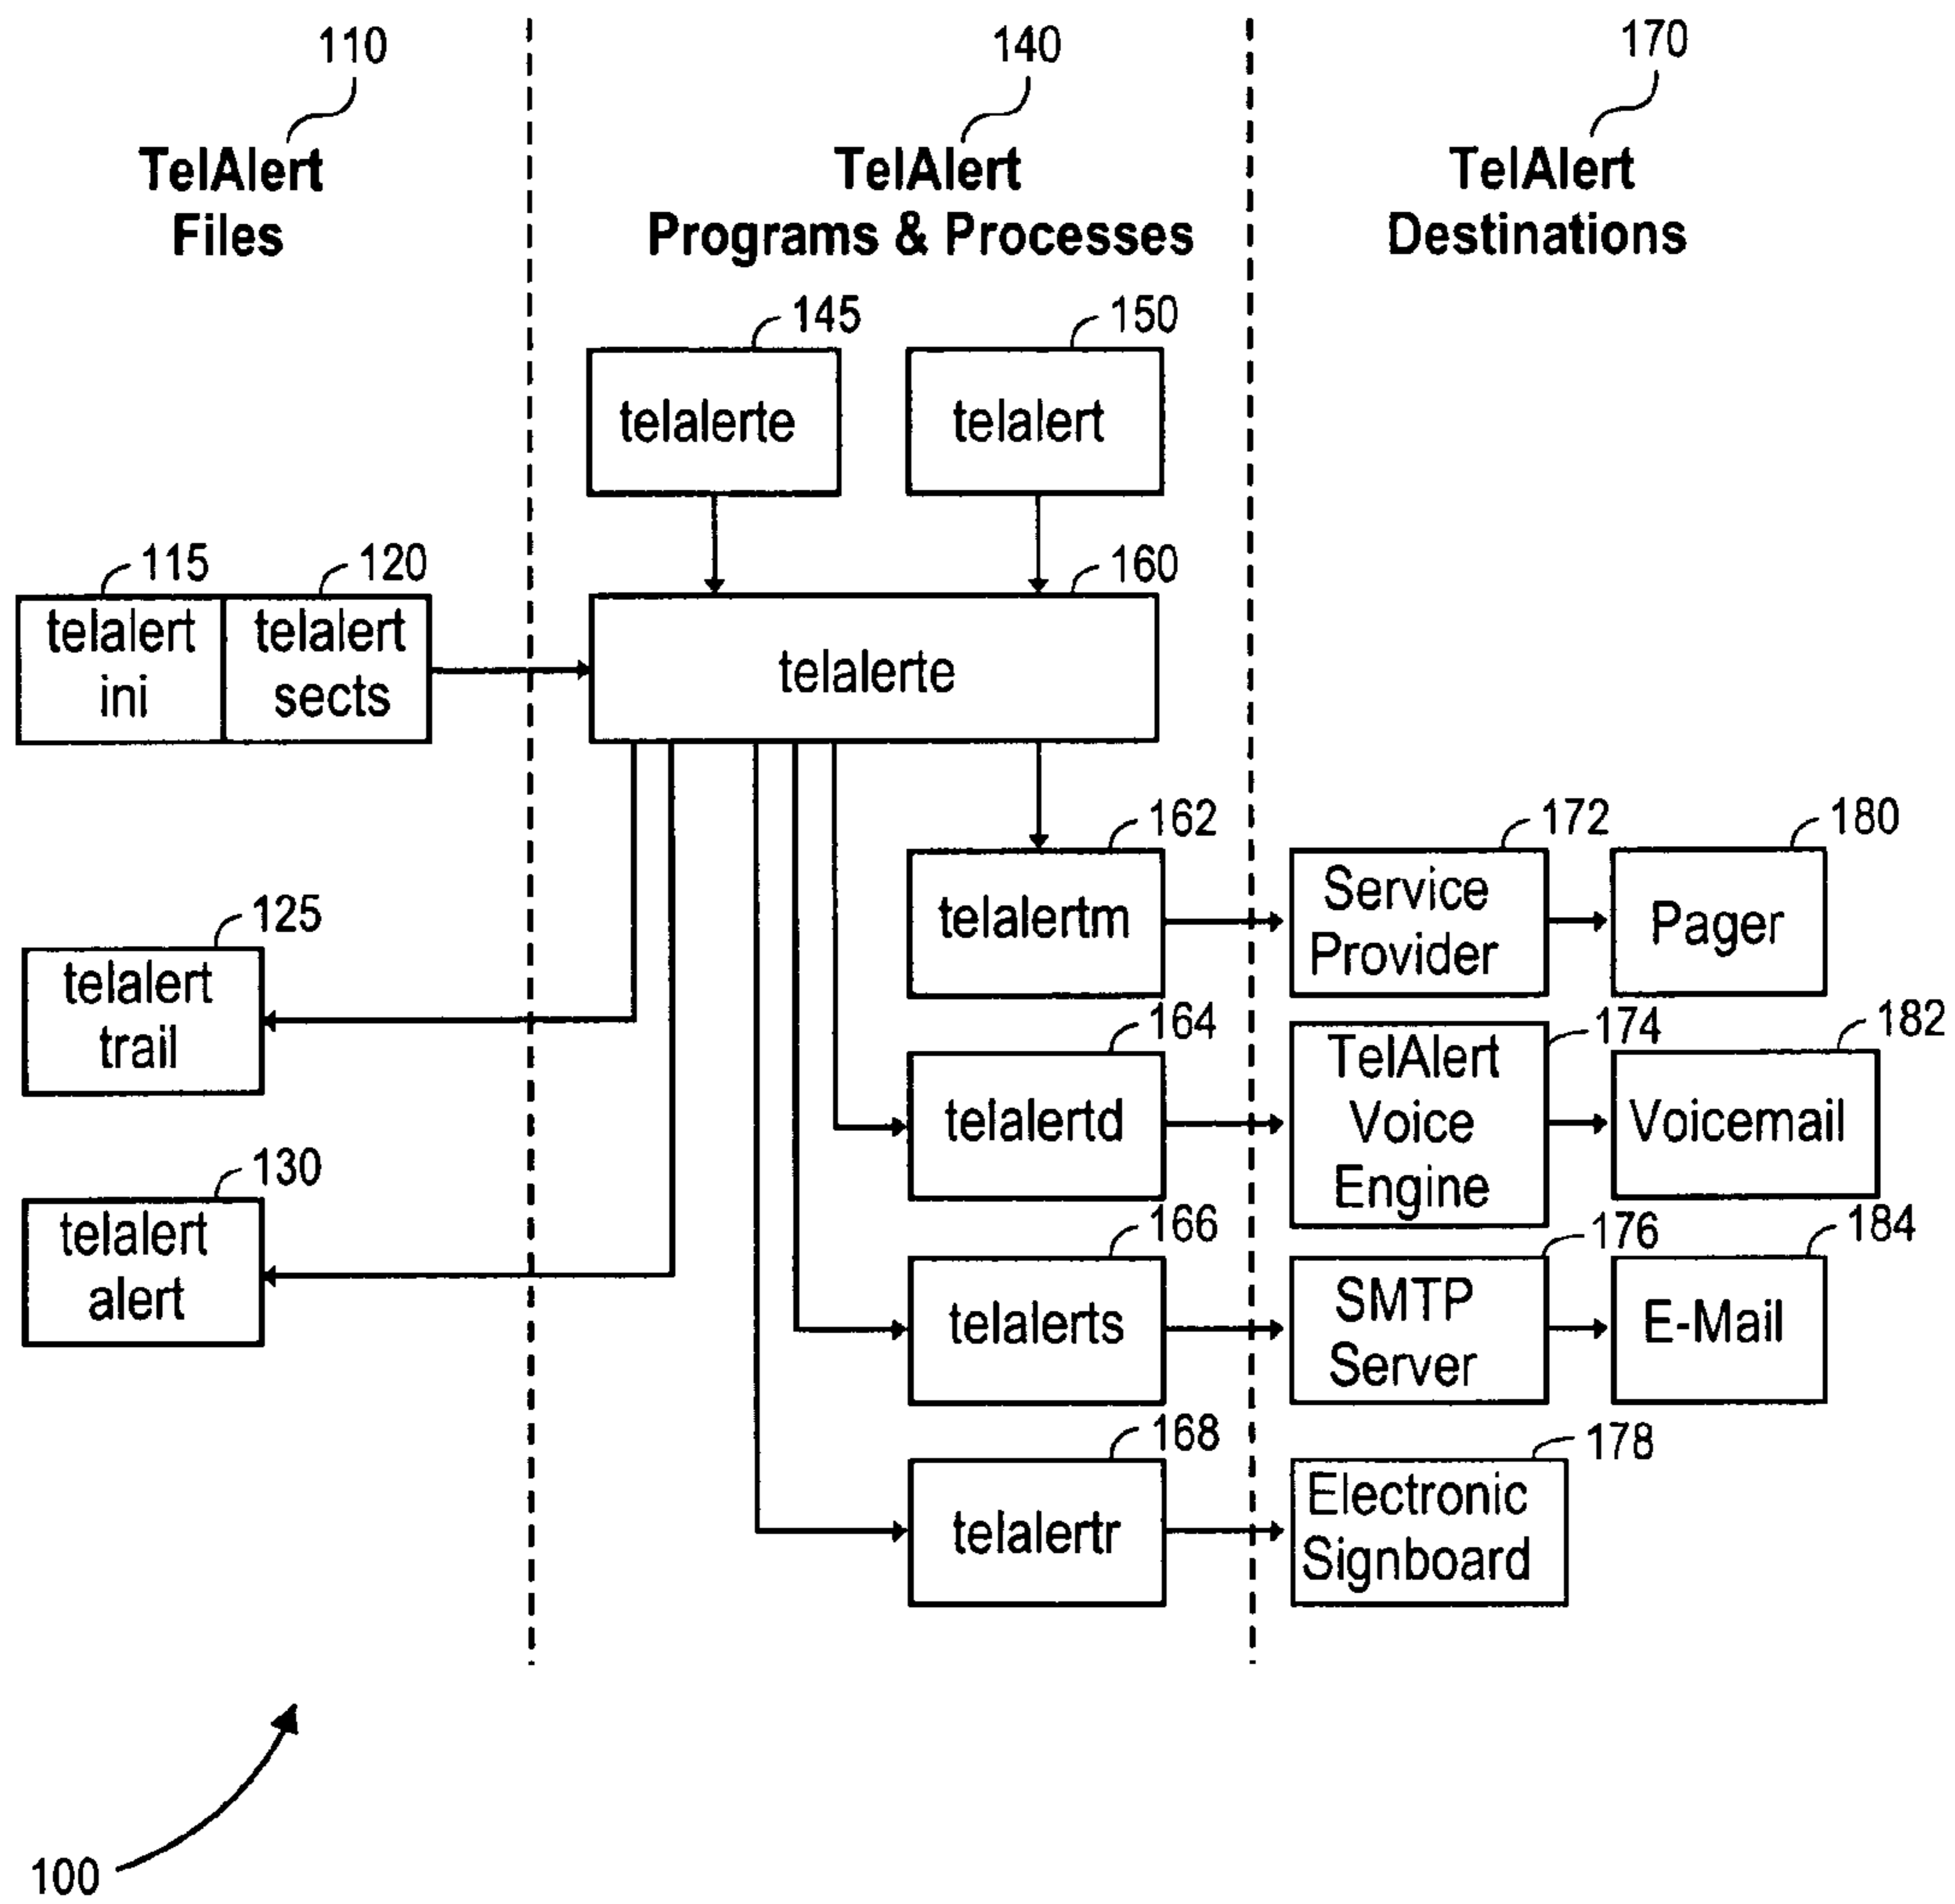 110
140
170
TelAlert
Files
TelAlert
Programs & Processes
TelAlert
Destinations
145
150
telalerte
telalert
115
120
160
telalert
ini
telalert
sects
telalerte
162
172
180
telalertm
Service
Provider
Pager
125
telalert
trail
164
174
182
telalertd
TelAlert
Voice
Engine
Voicemail
130
telalert
alert
166
176
184
telalerts
SMTP
Server
E-Mail
168
178
telalertr
Electronic
Signboard
100